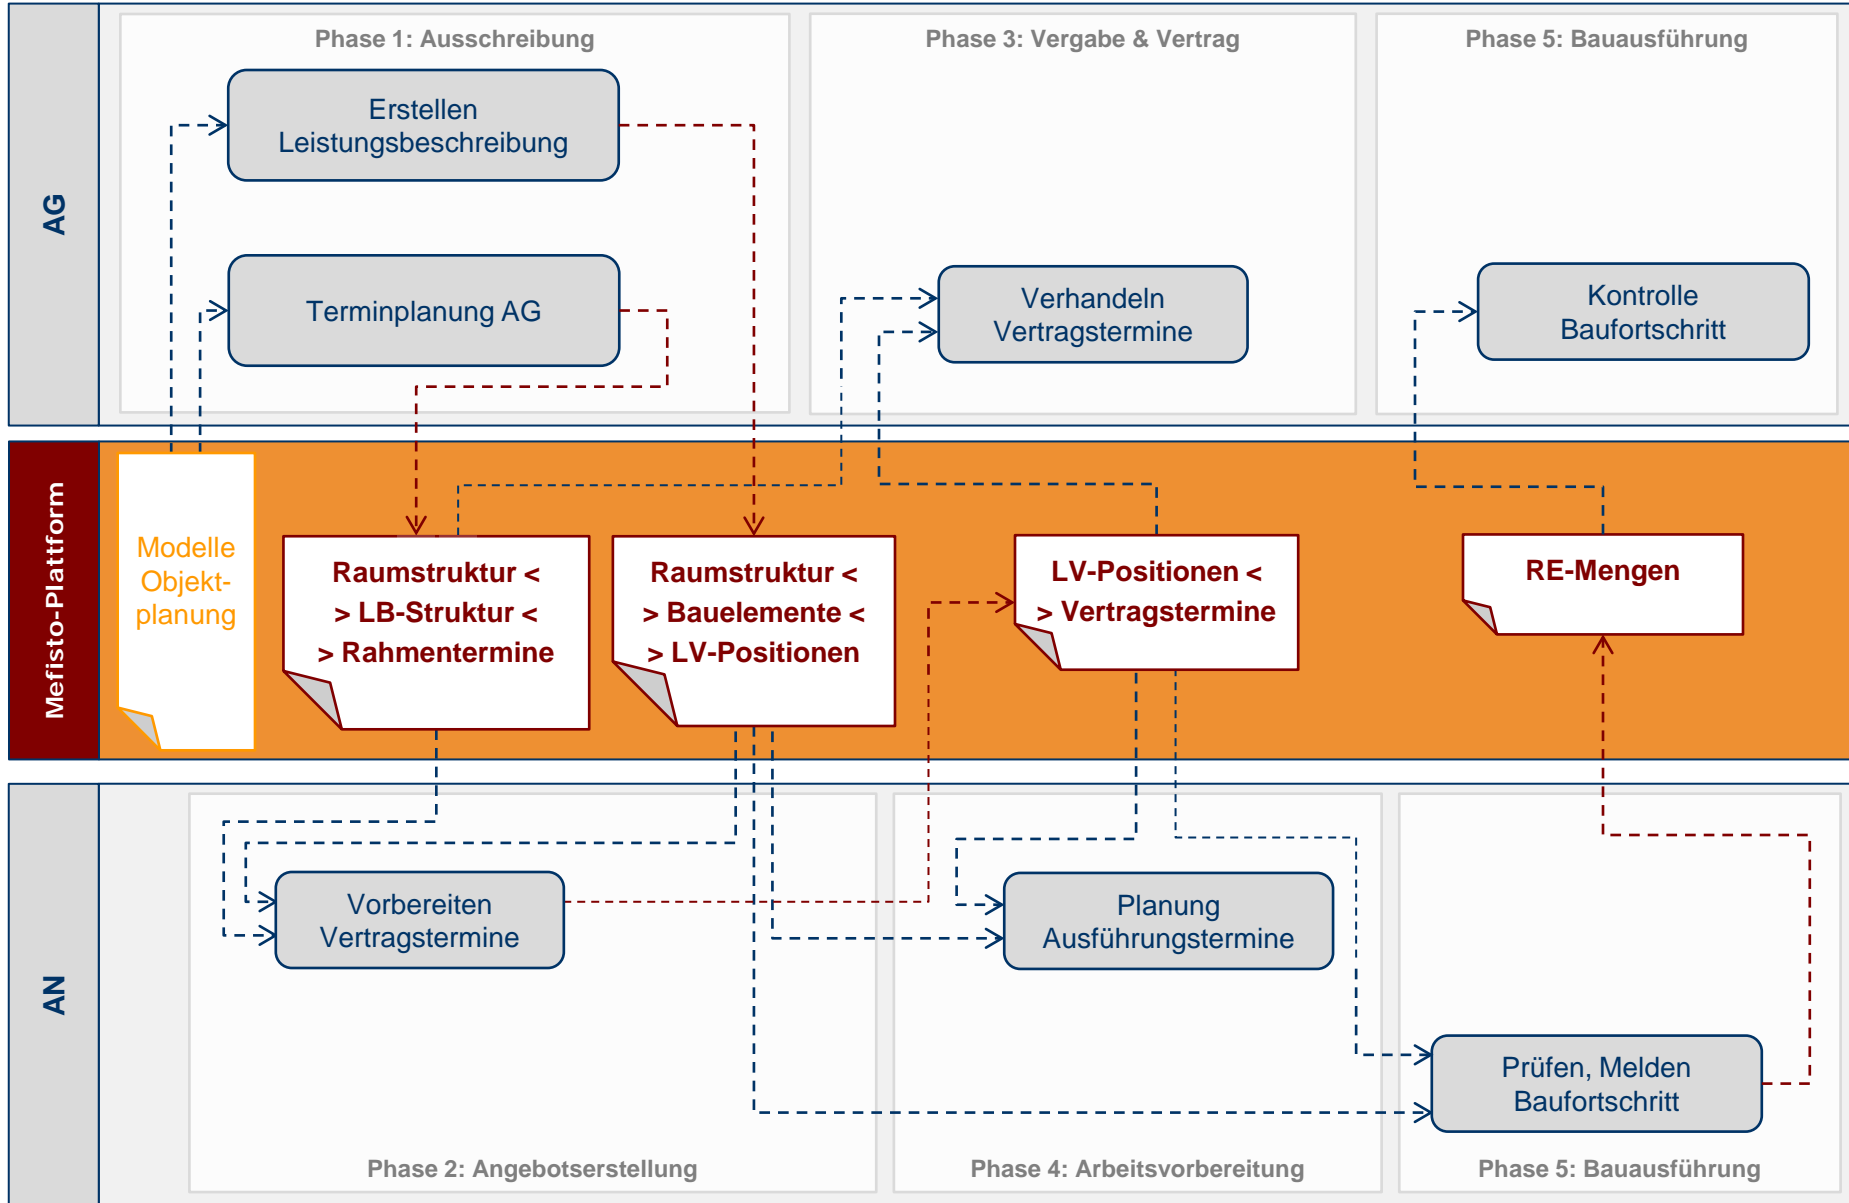 AG
Phase 1: Ausschreibung
Erstellen
Leistungsbeschreibung
Terminplanung AG
Phase 3: Vergabe & Vertrag
Verhandeln
Vertragstermine
Phase 5: Bauausführung
Kontrolle
Baufortschritt
Mefisto-Plattform
Modelle
Objekt-
planung
Raumstruktur <
> LB-Struktur <
> Rahmentermine
Raumstruktur <
> Bauelemente <
> LV-Positionen
LV-Positionen <
> Vertragstermine
RE-Mengen
AN
Vorbereiten
Vertragstermine
Phase 2: Angebotserstellung
Planung
Ausführungstermine
Phase 4: Arbeitsvorbereitung
Prüfen, Melden
Baufortschritt
Phase 5: Bauausführung